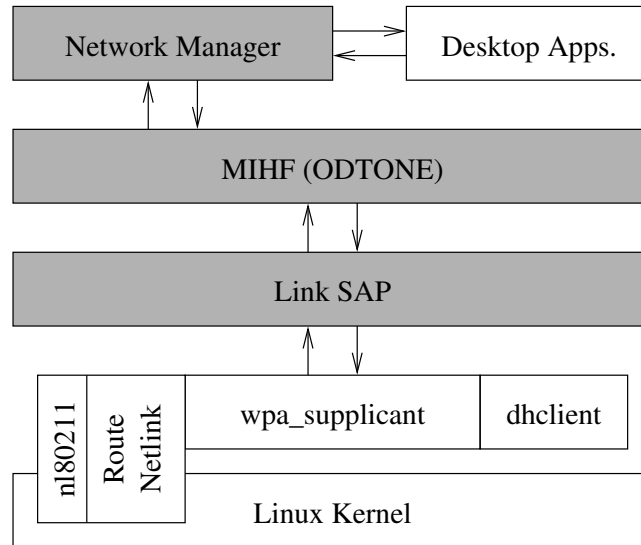 Network Manager
Desktop Apps.
MIHF (ODTONE)
Link SAP
nl80211
Route
Netlink
wpa_supplicant
dhclient
Linux Kernel